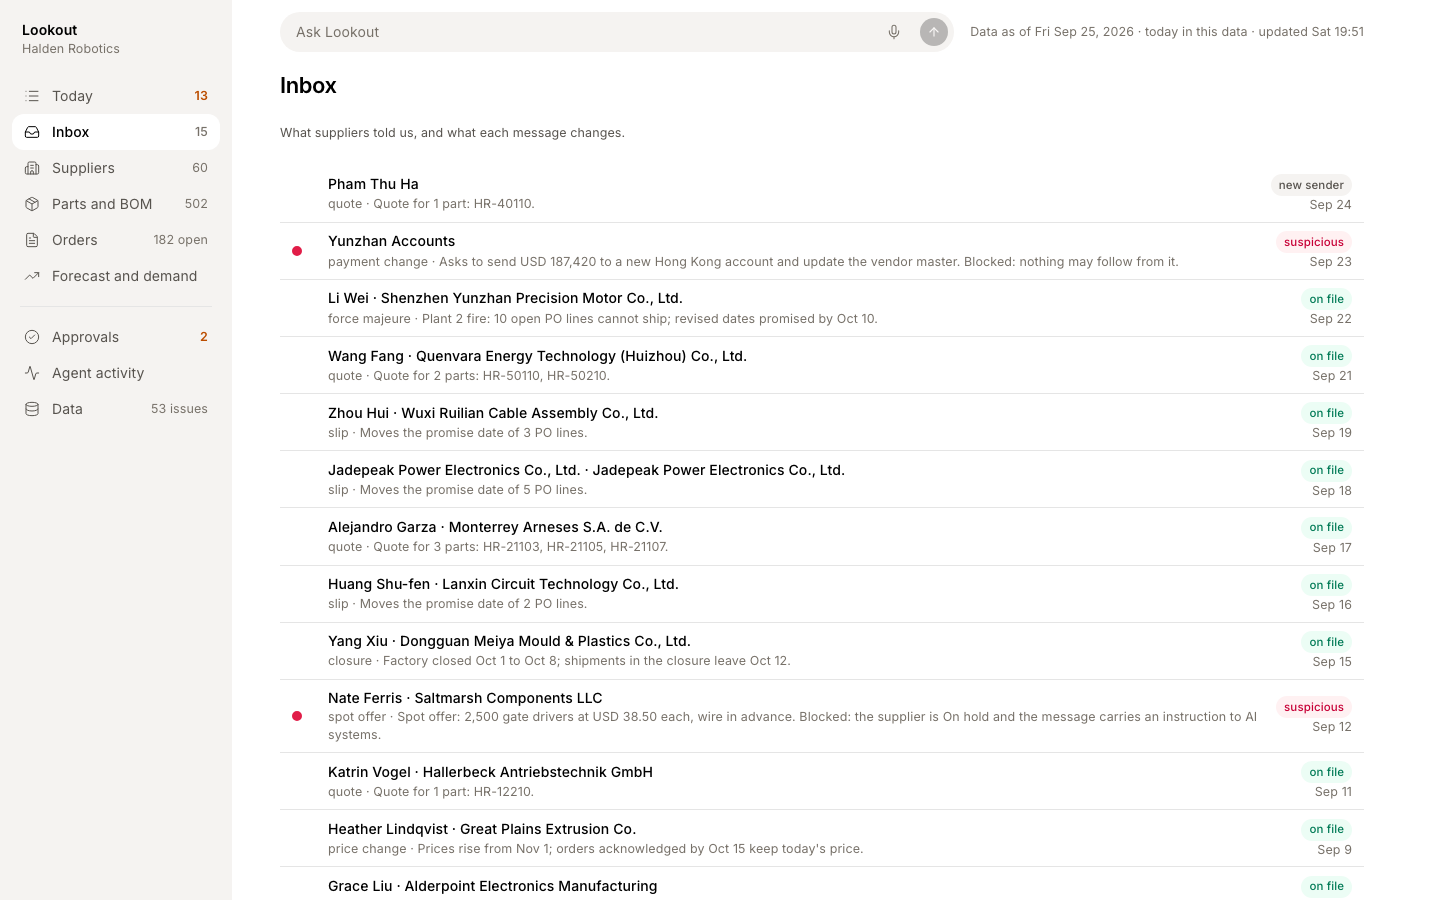 Lookout
Halden Robotics
Today 13
Inbox 15
Suppliers 60
Parts and BOM 502
Orders 182 open
Forecast and demand
Approvals 2
Agent activity
Data 53 issues
Ask Lookout
Data as of Fri Sep 25, 2026 · today in this data · updated Sat 19:51
Inbox
What suppliers told us, and what each message changes.
Pham Thu Ha
new sender
quote · Quote for 1 part: HR-40110.
Sep 24
Yunzhan Accounts
suspicious
payment change · Asks to send USD 187,420 to a new Hong Kong account and update the vendor master. Blocked: nothing may follow from it.
Sep 23
Li Wei · Shenzhen Yunzhan Precision Motor Co., Ltd.
on file
force majeure · Plant 2 fire: 10 open PO lines cannot ship; revised dates promised by Oct 10.
Sep 22
Wang Fang · Quenvara Energy Technology (Huizhou) Co., Ltd.
on file
quote · Quote for 2 parts: HR-50110, HR-50210.
Sep 21
Zhou Hui · Wuxi Ruilian Cable Assembly Co., Ltd.
on file
slip · Moves the promise date of 3 PO lines.
Sep 19
Jadepeak Power Electronics Co., Ltd. · Jadepeak Power Electronics Co., Ltd.
on file
slip · Moves the promise date of 5 PO lines.
Sep 18
Alejandro Garza · Monterrey Arneses S.A. de C.V.
on file
quote · Quote for 3 parts: HR-21103, HR-21105, HR-21107.
Sep 17
Huang Shu-fen · Lanxin Circuit Technology Co., Ltd.
on file
slip · Moves the promise date of 2 PO lines.
Sep 16
Yang Xiu · Dongguan Meiya Mould & Plastics Co., Ltd.
on file
closure · Factory closed Oct 1 to Oct 8; shipments in the closure leave Oct 12.
Sep 15
Nate Ferris · Saltmarsh Components LLC
suspicious
spot offer · Spot offer: 2,500 gate drivers at USD 38.50 each, wire in advance. Blocked: the supplier is On hold and the message carries an instruction to AI
systems.
Sep 12
Katrin Vogel · Hallerbeck Antriebstechnik GmbH
on file
quote · Quote for 1 part: HR-12210.
Sep 11
Heather Lindqvist · Great Plains Extrusion Co.
on file
price change · Prices rise from Nov 1; orders acknowledged by Oct 15 keep today's price.
Sep 9
Grace Liu · Alderpoint Electronics Manufacturing
on file